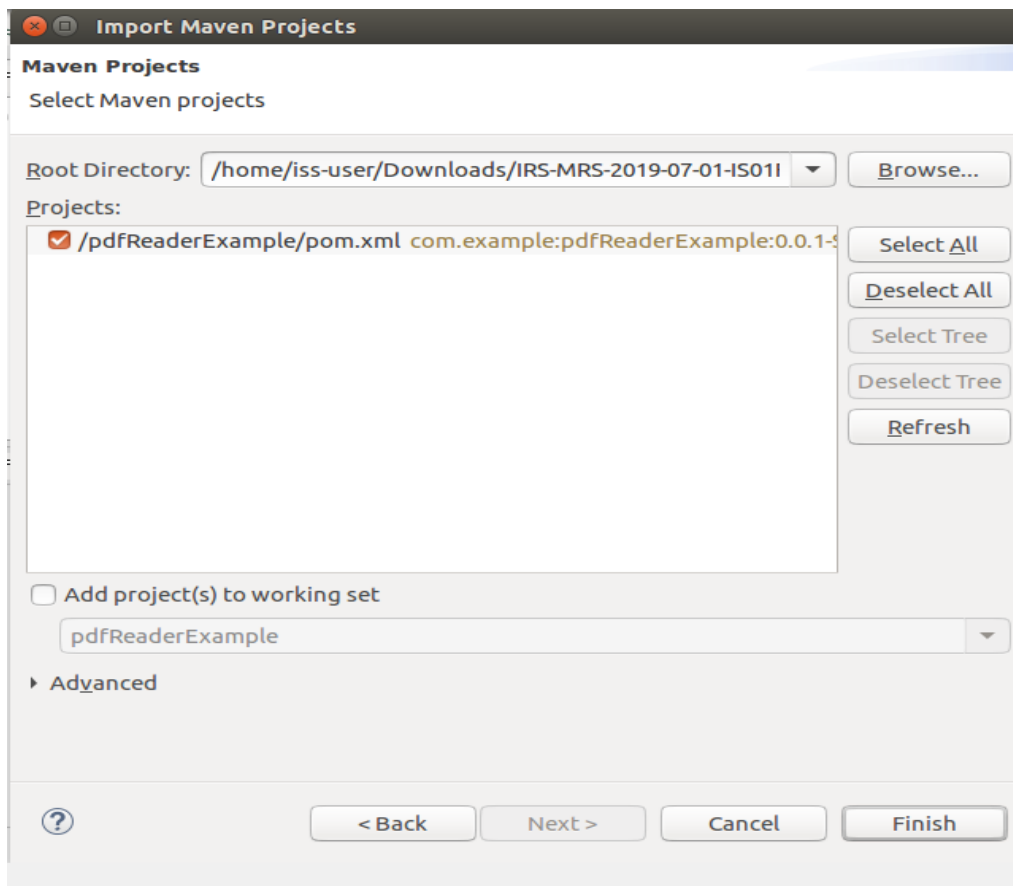 Import Maven Projects
Maven Projects
Select Maven projects
Root Directory: /home/iss-user/Downloads/IRS-MRS-2019-07-01-IS01 Browse...
Projects:
/pdfReaderExample/pom.xml com.example:pdfReaderExample:0.0.1- Select All
Deselect All
Select Tree
Deselect Tree
Refresh
Add project(s) to working set
pdfReaderExample
Advanced
? < Back Next > Cancel Finish